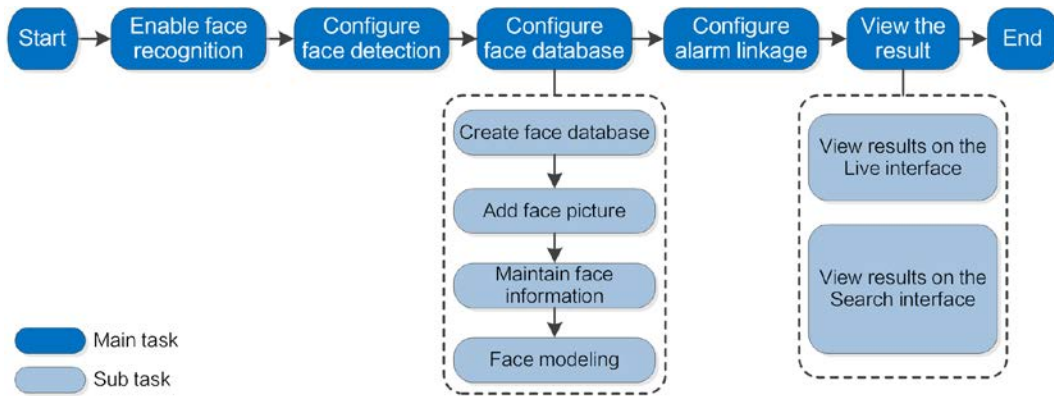 Start
Enable face
recognition
Configure
face detection
Configure
face database
Configure
alarm linkage
View the
result
End
Create face database
Add face picture
Maintain face
information
Face modeling
View results on the
Live interface
View results on the
Search interface
Main task
Sub task